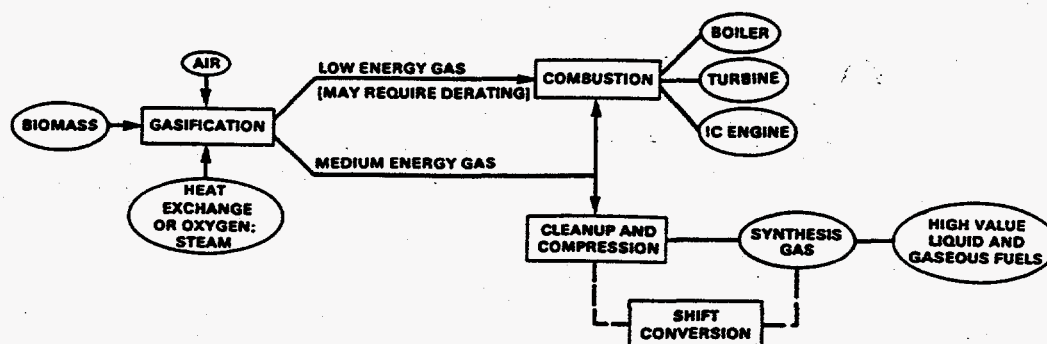 AIR
BIOMASS
GASIFICATION
HEAT
EXCHANGE
OR OXYGEN;
STEAM
LOW ENERGY GAS
[MAY REQUIRE DERATING]
MEDIUM ENERGY GAS
COMBUSTION
BOILER
TURBINE
IC ENGINE
CLEANUP AND
COMPRESSION
SYNTHESIS
GAS
HIGH VALUE
LIQUID AND
GASEOUS FUELS
SHIFT
CONVERSION